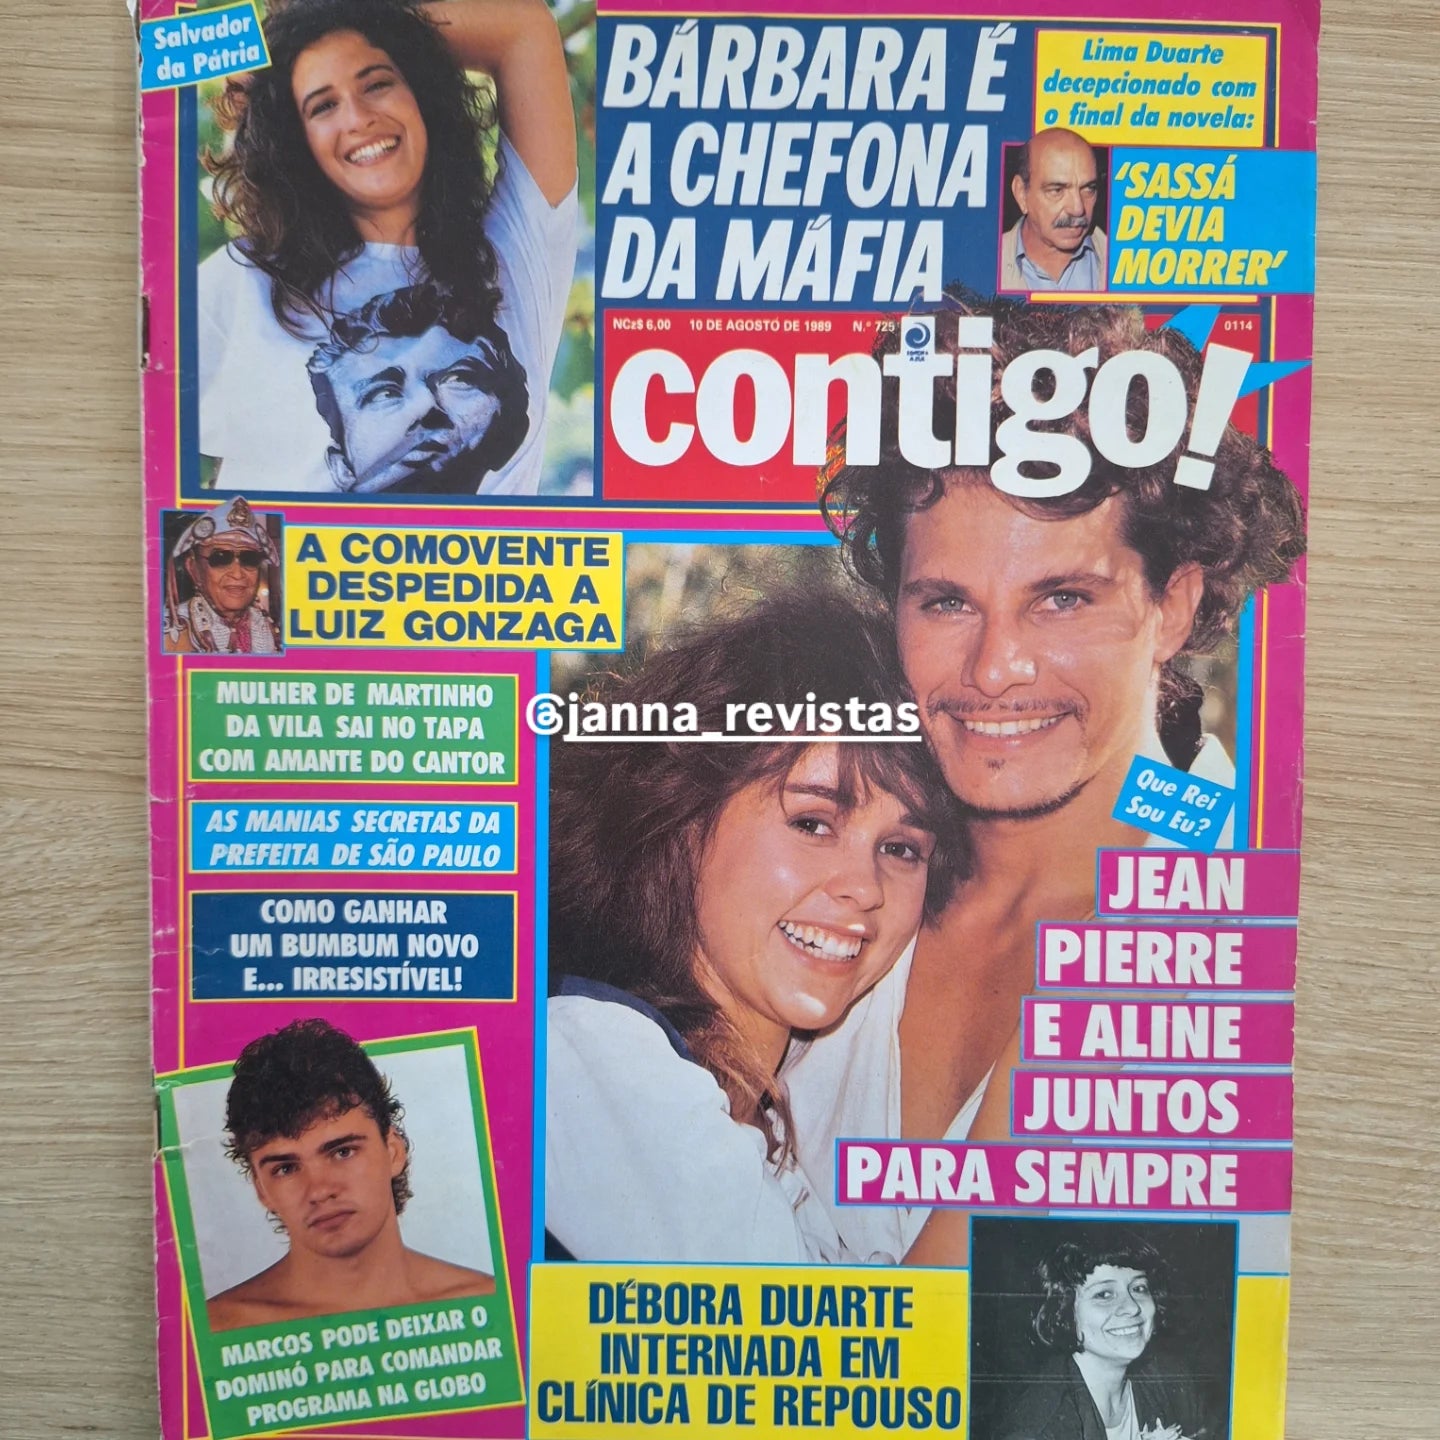 Salvador
da Pátria
BÁRBARA É
A CHEFONA
DA MÁFIA
Lima Duarte
decepcionado com
o final da novela:
'SASSÁ
DEVIA
MORRER'
NCz$ 6,00 10 DE AGOSTO DE 1989 N.º 725 0114
EDITORA
AZUL
contigo!
A COMOVENTE
DESPEDIDA A
LUIZ GONZAGA
MULHER DE MARTINHO
DA VILA SAI NO TAPA
COM AMANTE DO CANTOR
@janna_revistas
AS MANIAS SECRETAS DA
PREFEITA DE SÃO PAULO
COMO GANHAR
UM BUMBUM NOVO
E... IRRESISTÍVEL!
Que Rei
Sou Eu?
JEAN
PIERRE
E ALINE
JUNTOS
PARA SEMPRE
MARCOS PODE DEIXAR O
DOMINÓ PARA COMANDAR
PROGRAMA NA GLOBO
DÉBORA DUARTE
INTERNADA EM
CLÍNICA DE REPOUSO